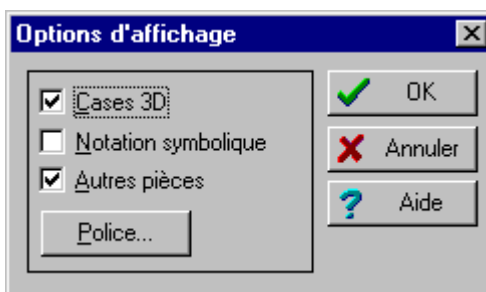 Options d'affichage
Cases 3D
Notation symbolique
Autres pièces
Police...
OK
Annuler
Aide